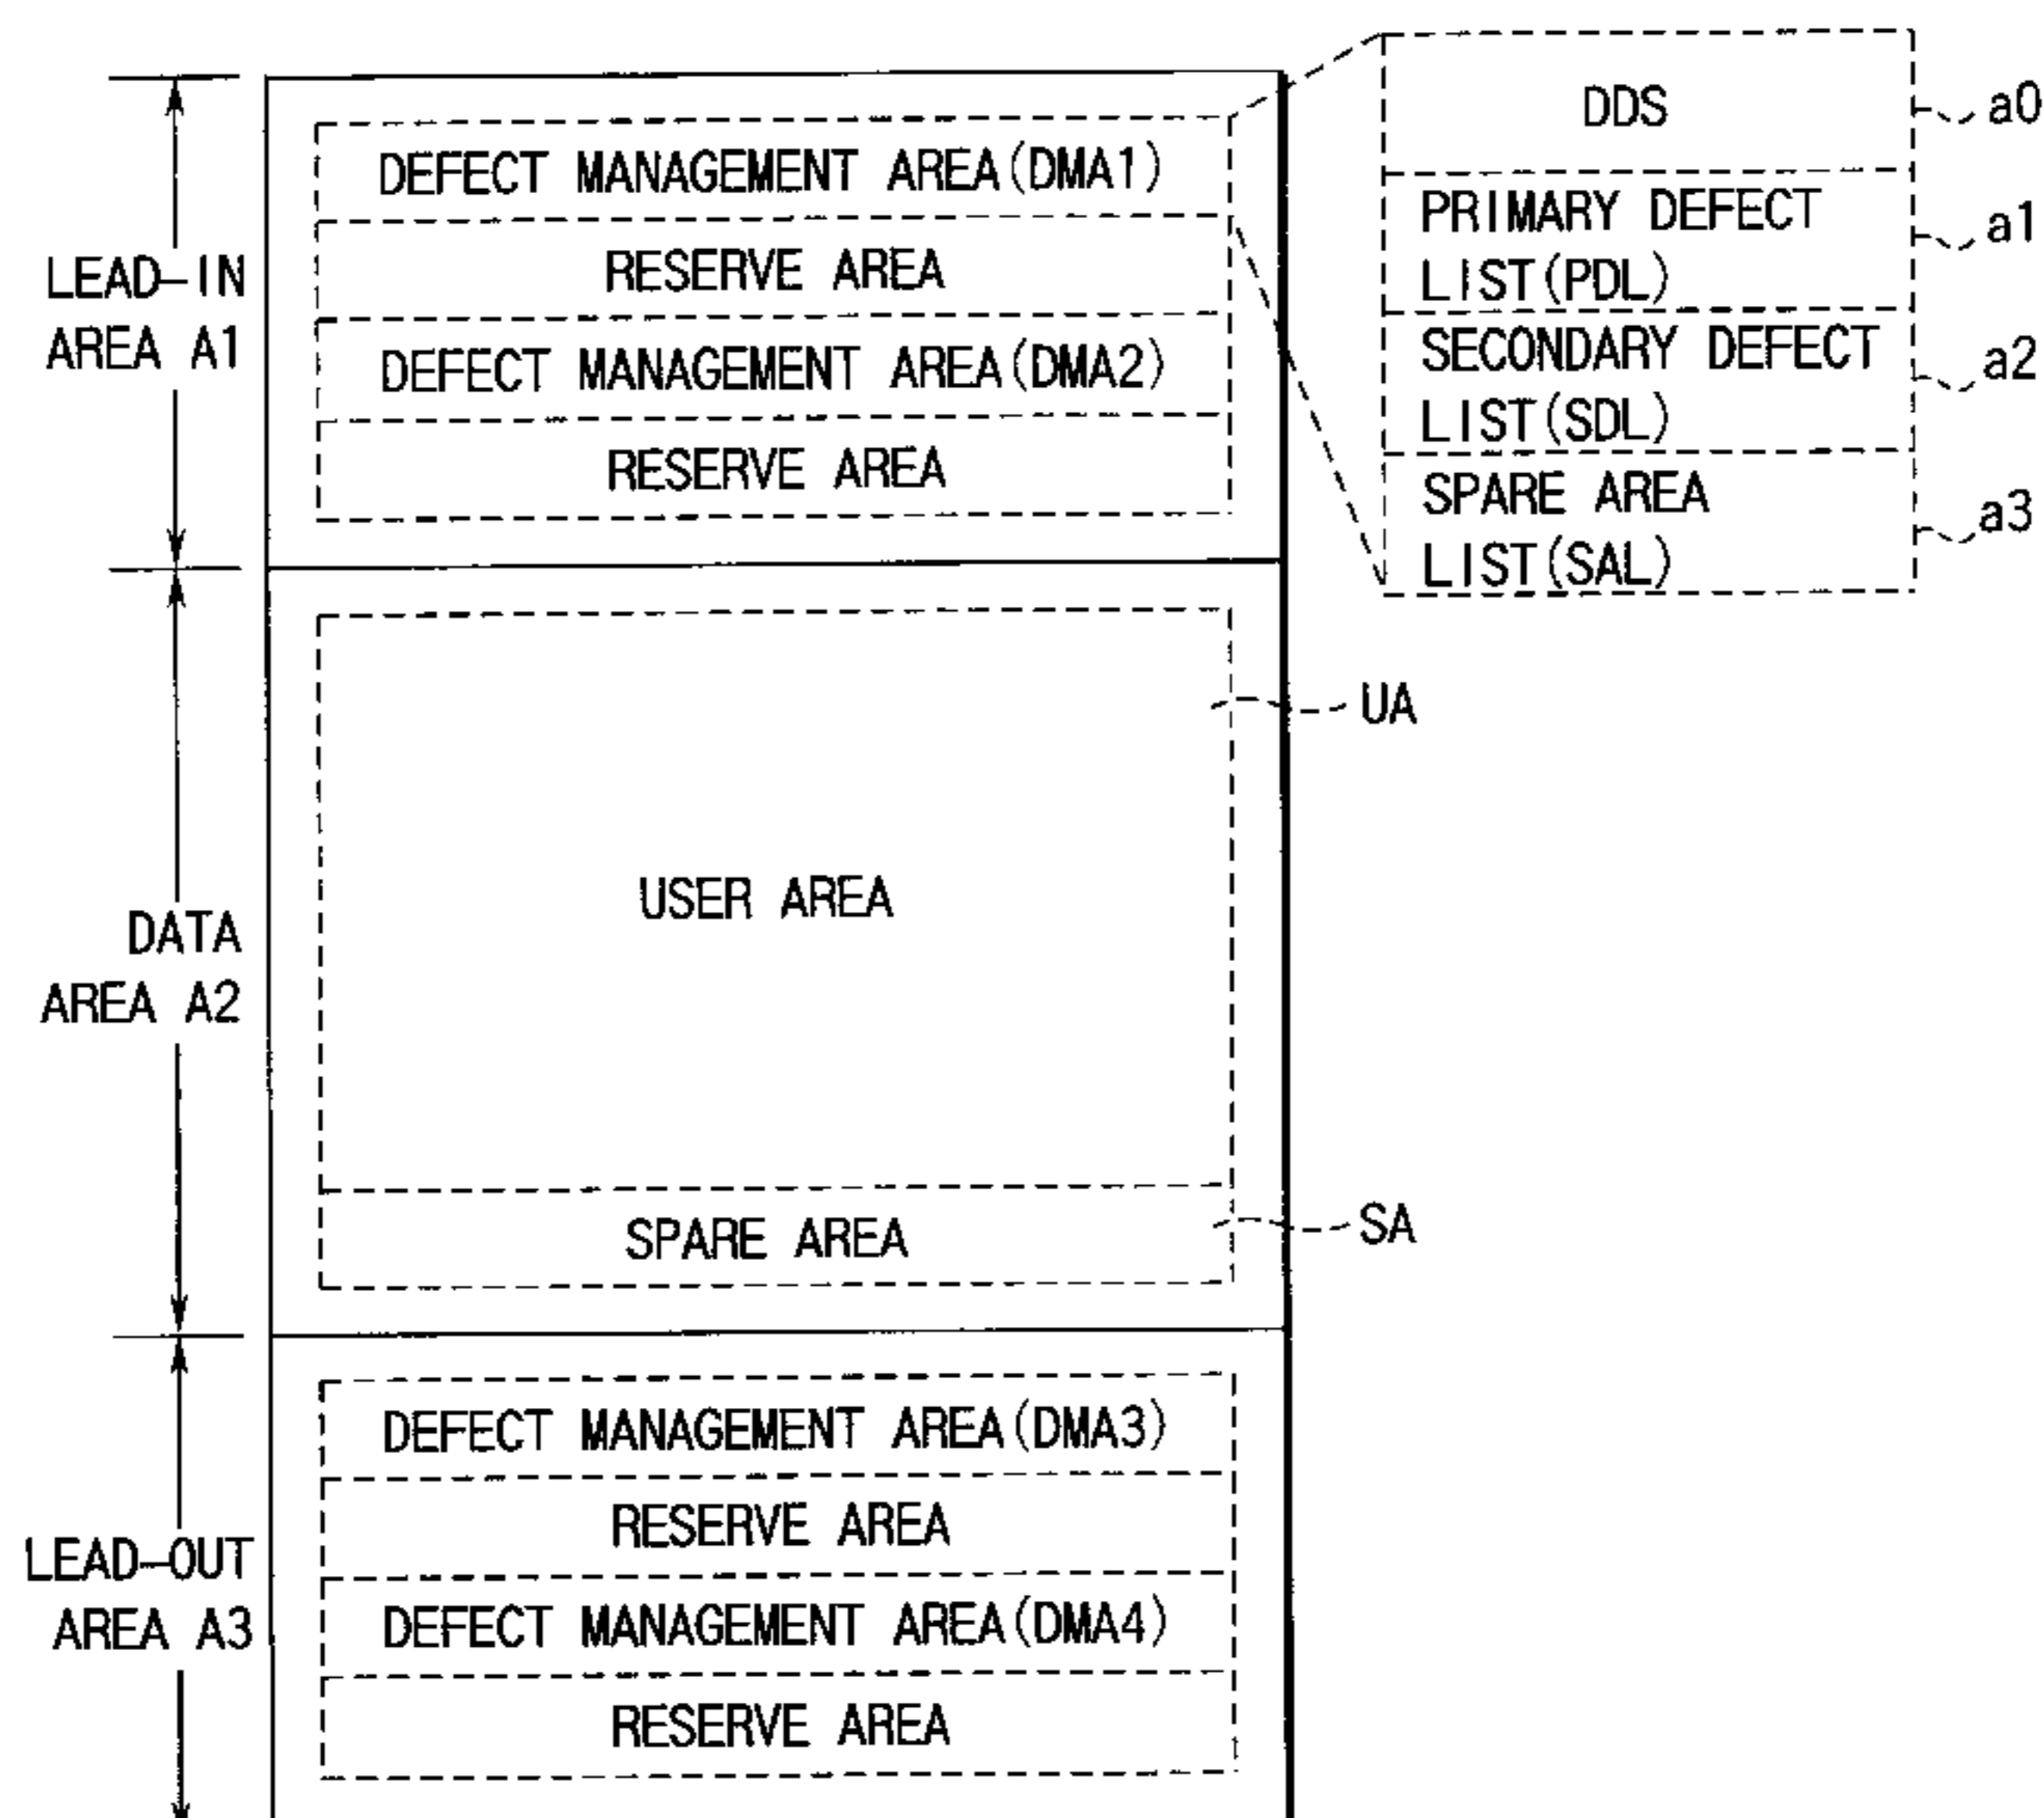 DDS
a0
DEFECT MANAGEMENT AREA(DMA1)
PRIMARY DEFECT
LIST(PDL)
a1
LEAD-IN
AREA A1
RESERVE AREA
DEFECT MANAGEMENT AREA(DMA2)
SECONDARY DEFECT
LIST(SDL)
a2
RESERVE AREA
SPARE AREA
LIST(SAL)
a3
UA
USER AREA
DATA
AREA A2
SPARE AREA
SA
DEFECT MANAGEMENT AREA(DMA3)
RESERVE AREA
LEAD-OUT
AREA A3
DEFECT MANAGEMENT AREA(DMA4)
RESERVE AREA